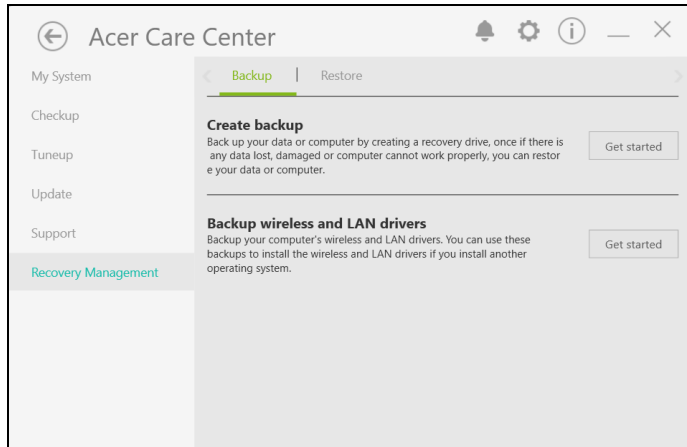 Acer Care Center
My System
Checkup
Tuneup
Update
Support
Recovery Management
Backup | Restore
Create backup
Back up your data or computer by creating a recovery drive, once if there is
any data lost, damaged or computer cannot work properly, you can restor
e your data or computer.
Get started
Backup wireless and LAN drivers
Backup your computer's wireless and LAN drivers. You can use these
backups to install the wireless and LAN drivers if you install another
operating system.
Get started